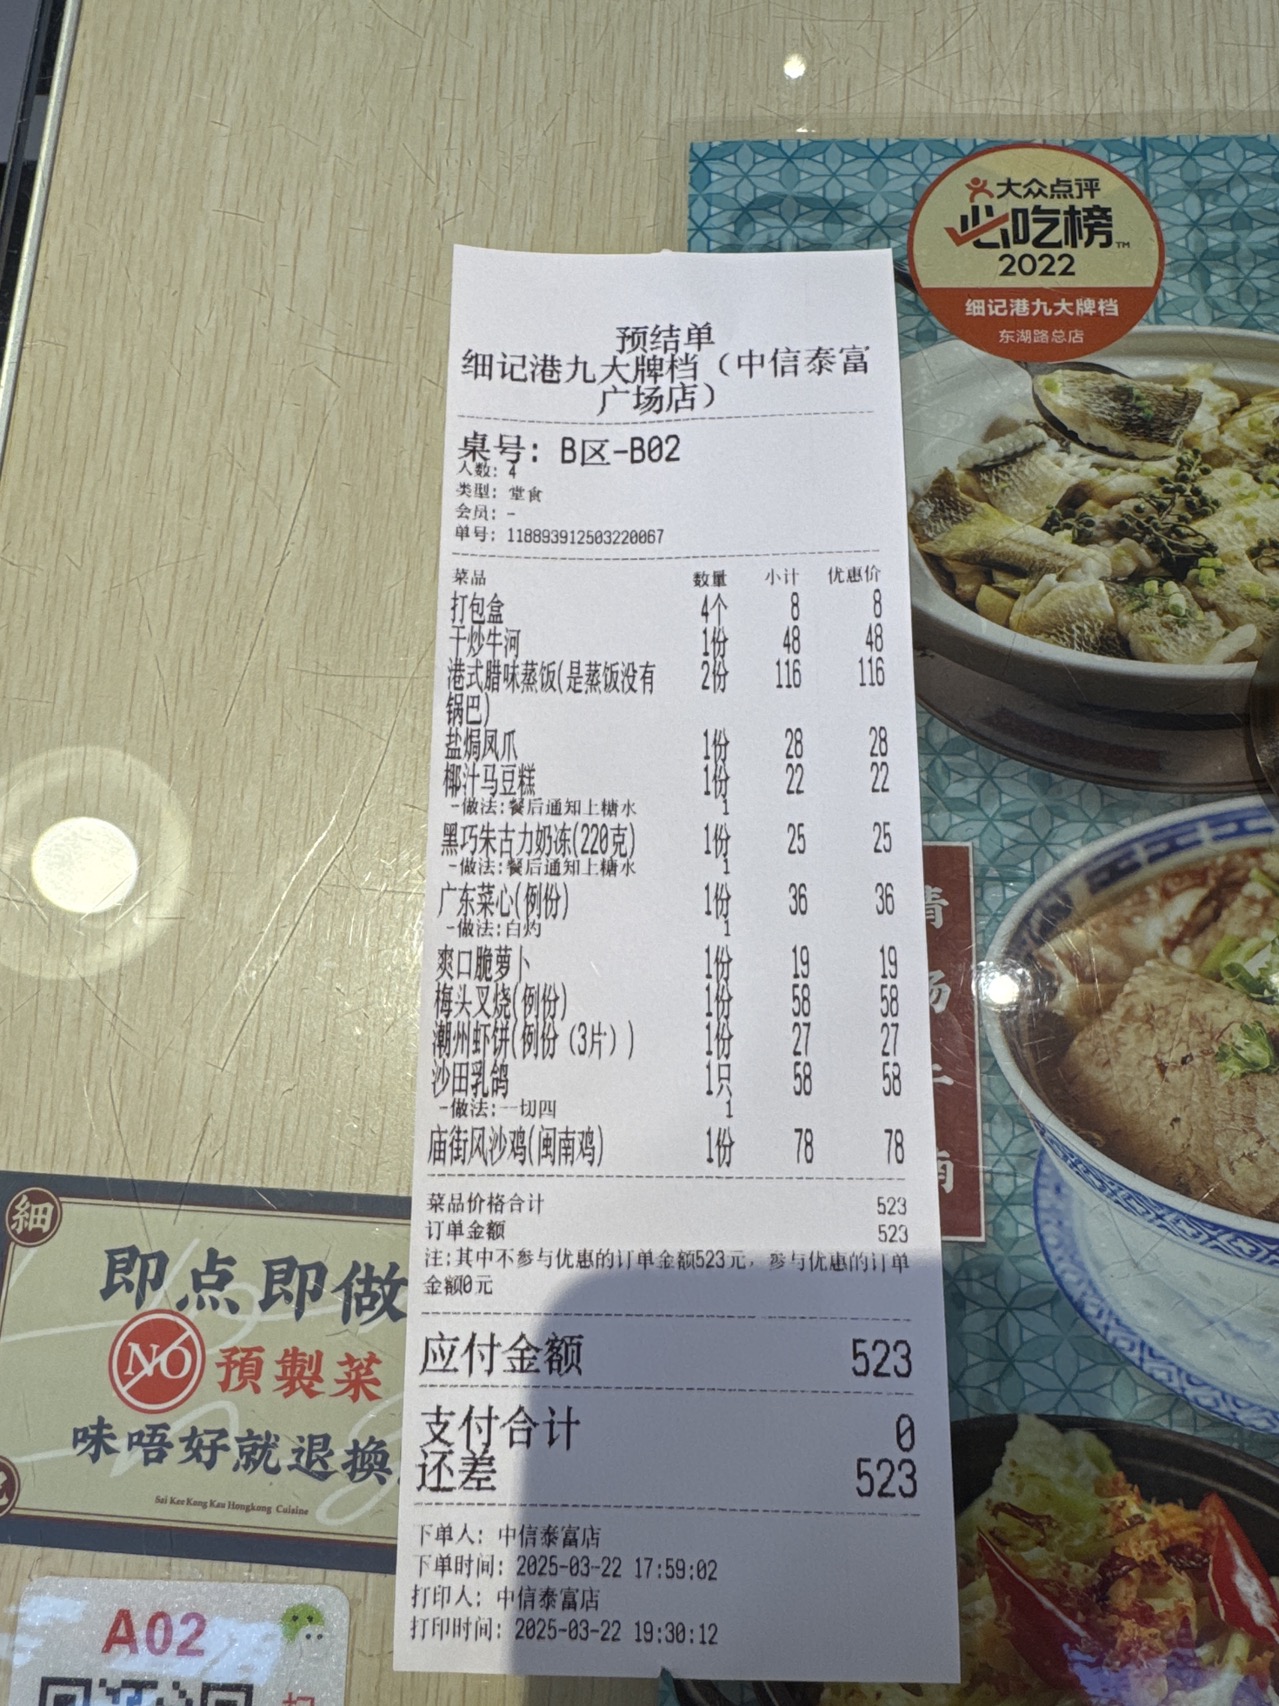 大众点评
必吃榜™
2022
细记港九大牌档
东湖路总店
预结单
细记港九大牌档（中信泰富
广场店）
桌号: B区-B02
人数: 4
类型: 堂食
会员: -
单号: 118893912503220067
菜品 数量 小计 优惠价
打包盒 4个 8 8
干炒牛河 1份 48 48
港式腊味蒸饭(是蒸饭没有 2份 116 116
锅巴)
盐焗凤爪 1份 28 28
椰汁马豆糕 1份 22 22
-做法:餐后通知上糖水 1
黑巧朱古力奶冻(220克) 1份 25 25
-做法:餐后通知上糖水 1
广东菜心(例份) 1份 36 36
-做法:白灼 1
爽口脆萝卜 1份 19 19
梅头叉烧(例份) 1份 58 58
潮州虾饼(例份（3片）) 1份 27 27
沙田乳鸽 1只 58 58
-做法:一切四 1
庙街风沙鸡(闽南鸡) 1份 78 78
菜品价格合计 523
订单金额 523
注:其中不参与优惠的订单金额523元，参与优惠的订单
金额0元
应付金额 523
支付合计 0
还差 523
下单人: 中信泰富店
下单时间: 2025-03-22 17:59:02
打印人: 中信泰富店
打印时间: 2025-03-22 19:30:12
細
即点即做
NO 預製菜
味唔好就退換
Sai Kee Kong Kau Hongkong Cuisine
A02